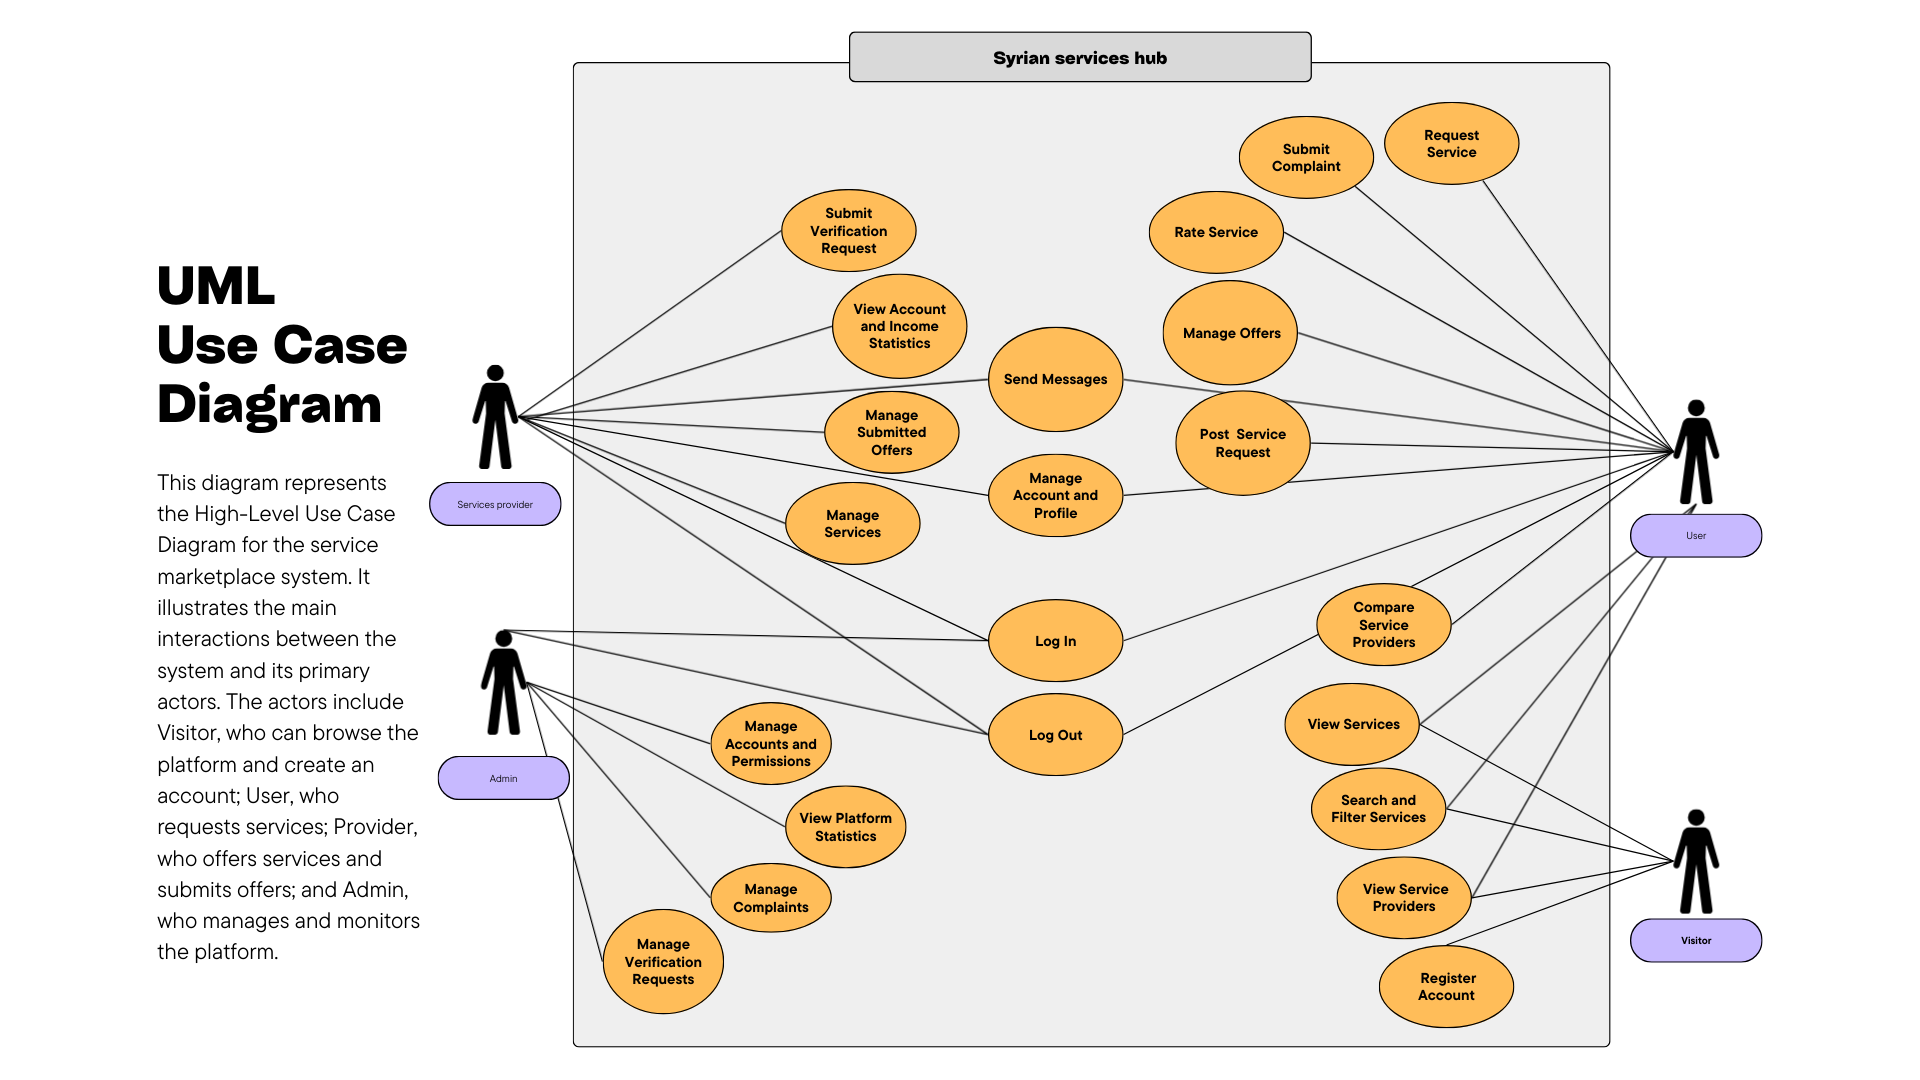 Syrian services hub
UML
Use Case
Diagram
This diagram represents
the High-Level Use Case
Diagram for the service
marketplace system. It
illustrates the main
interactions between the
system and its primary
actors. The actors include
Visitor, who can browse the
platform and create an
account; User, who
requests services; Provider,
who offers services and
submits offers; and Admin,
who manages and monitors
the platform.
Services provider
Admin
Submit
Verification
Request
View Account
and Income
Statistics
Manage
Submitted
Offers
Manage
Services
Manage
Accounts and
Permissions
View Platform
Statistics
Manage
Complaints
Manage
Verification
Requests
Send Messages
Manage
Account and
Profile
Log In
Log Out
Request
Service
Submit
Complaint
Rate Service
Manage Offers
Post Service
Request
Compare
Service
Providers
View Services
Search and
Filter Services
View Service
Providers
Register
Account
User
Visitor